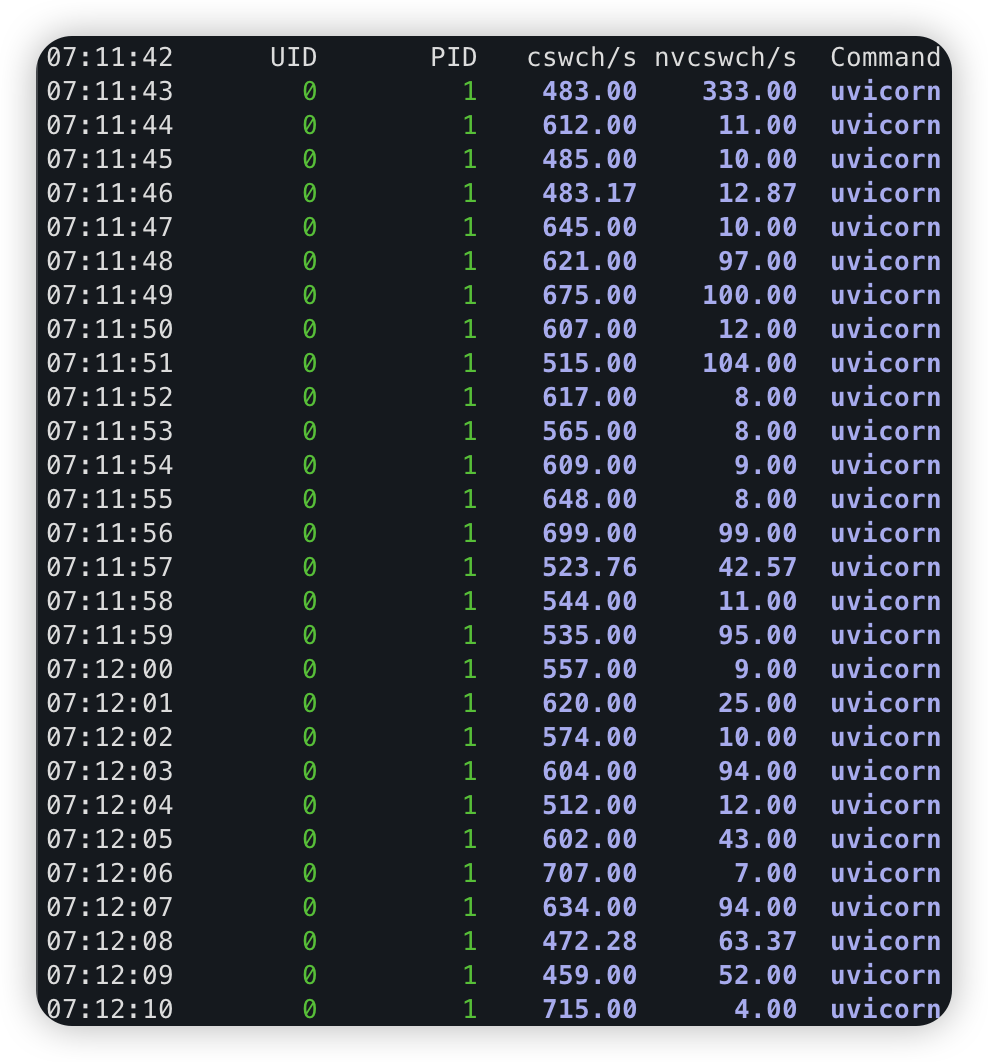 07:11:42 UID PID cswch/s nvcswch/s Command
07:11:43 0 1 483.00 333.00 uvicorn
07:11:44 0 1 612.00 11.00 uvicorn
07:11:45 0 1 485.00 10.00 uvicorn
07:11:46 0 1 483.17 12.87 uvicorn
07:11:47 0 1 645.00 10.00 uvicorn
07:11:48 0 1 621.00 97.00 uvicorn
07:11:49 0 1 675.00 100.00 uvicorn
07:11:50 0 1 607.00 12.00 uvicorn
07:11:51 0 1 515.00 104.00 uvicorn
07:11:52 0 1 617.00 8.00 uvicorn
07:11:53 0 1 565.00 8.00 uvicorn
07:11:54 0 1 609.00 9.00 uvicorn
07:11:55 0 1 648.00 8.00 uvicorn
07:11:56 0 1 699.00 99.00 uvicorn
07:11:57 0 1 523.76 42.57 uvicorn
07:11:58 0 1 544.00 11.00 uvicorn
07:11:59 0 1 535.00 95.00 uvicorn
07:12:00 0 1 557.00 9.00 uvicorn
07:12:01 0 1 620.00 25.00 uvicorn
07:12:02 0 1 574.00 10.00 uvicorn
07:12:03 0 1 604.00 94.00 uvicorn
07:12:04 0 1 512.00 12.00 uvicorn
07:12:05 0 1 602.00 43.00 uvicorn
07:12:06 0 1 707.00 7.00 uvicorn
07:12:07 0 1 634.00 94.00 uvicorn
07:12:08 0 1 472.28 63.37 uvicorn
07:12:09 0 1 459.00 52.00 uvicorn
07:12:10 0 1 715.00 4.00 uvicorn